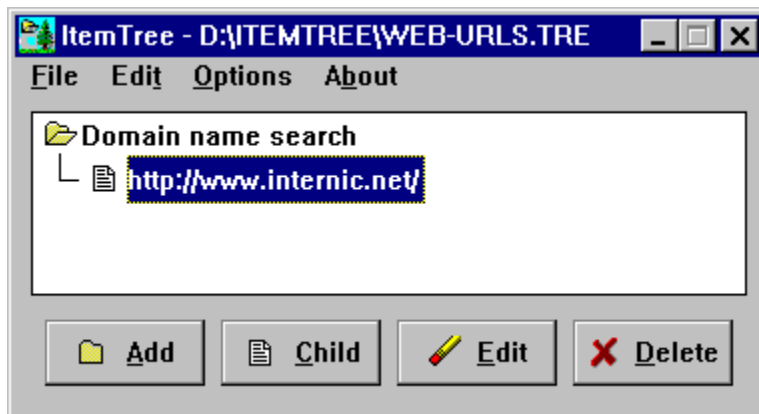 ItemTree - D:\ITEMTREE\WEB-URLS.TRE
File Edit Options About
Domain name search
http://www.internic.net/
Add Child Edit Delete